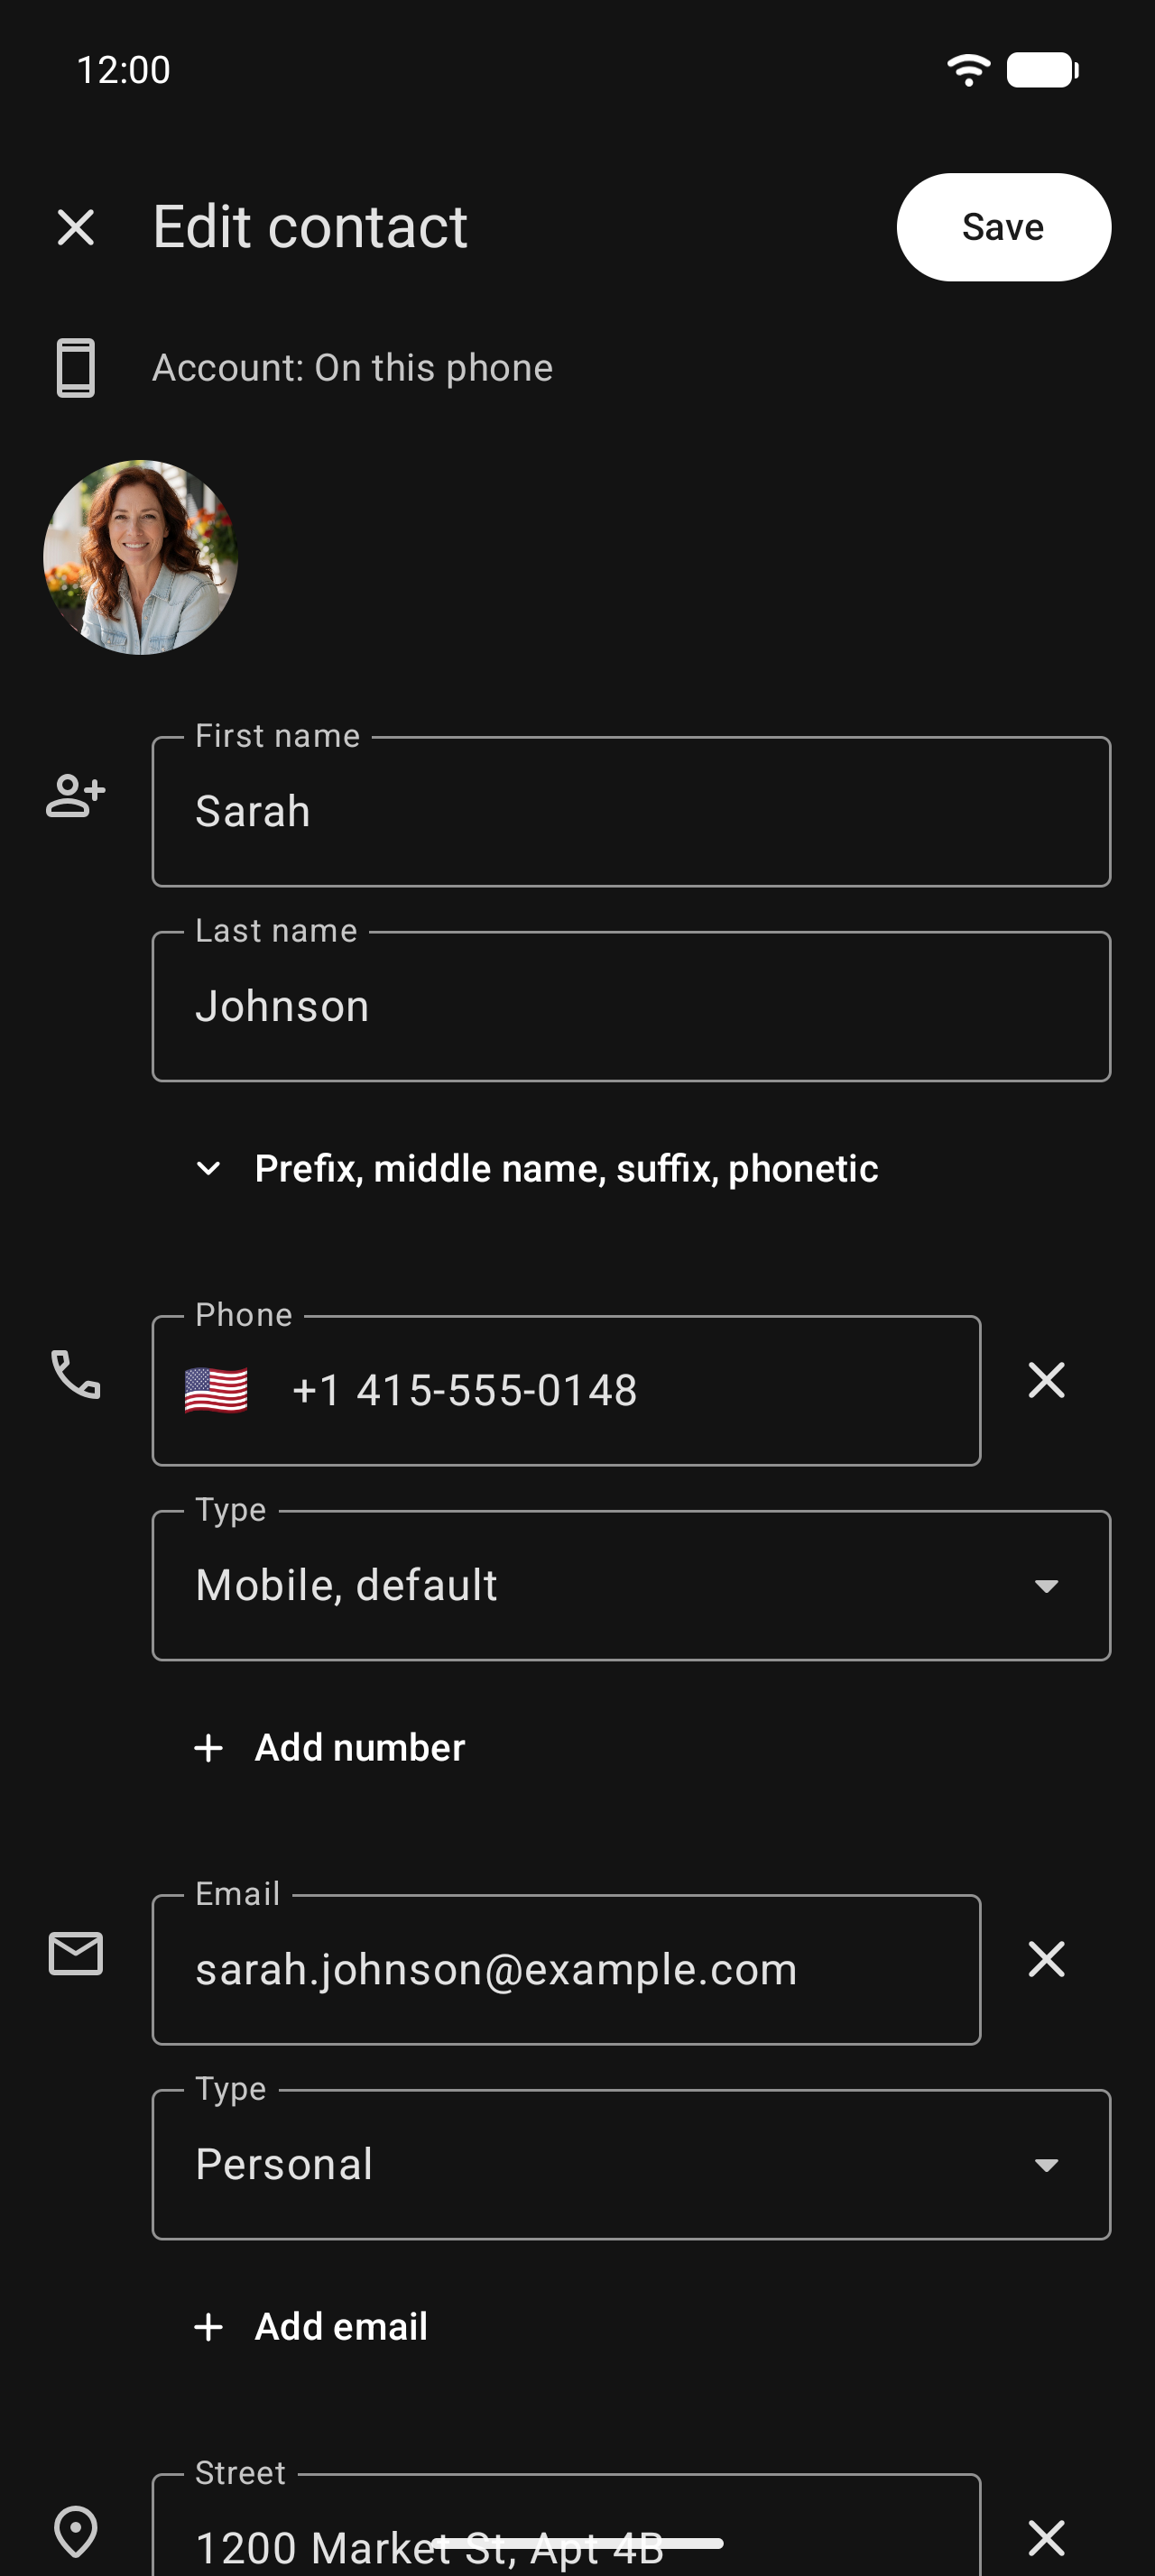 12:00
Edit contact
Save
Account: On this phone
First name
Sarah
Last name
Johnson
Prefix, middle name, suffix, phonetic
Phone
+1 415-555-0148
Type
Mobile, default
Add number
Email
sarah.johnson@example.com
Type
Personal
Add email
Street
1200 Market St, Apt 4B